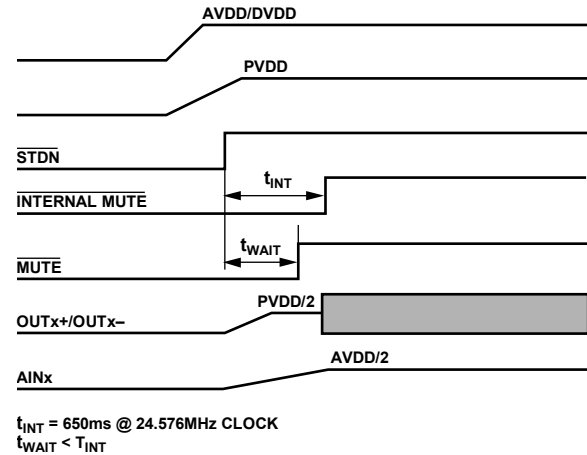 AVDD/DVDD
PVDD
STDN
tINT
INTERNAL MUTE
tWAIT
MUTE
PVDD/2
OUTx+/OUTx–
AVDD/2
AINx
tINT = 650ms @ 24.576MHz CLOCK
tWAIT < TINT